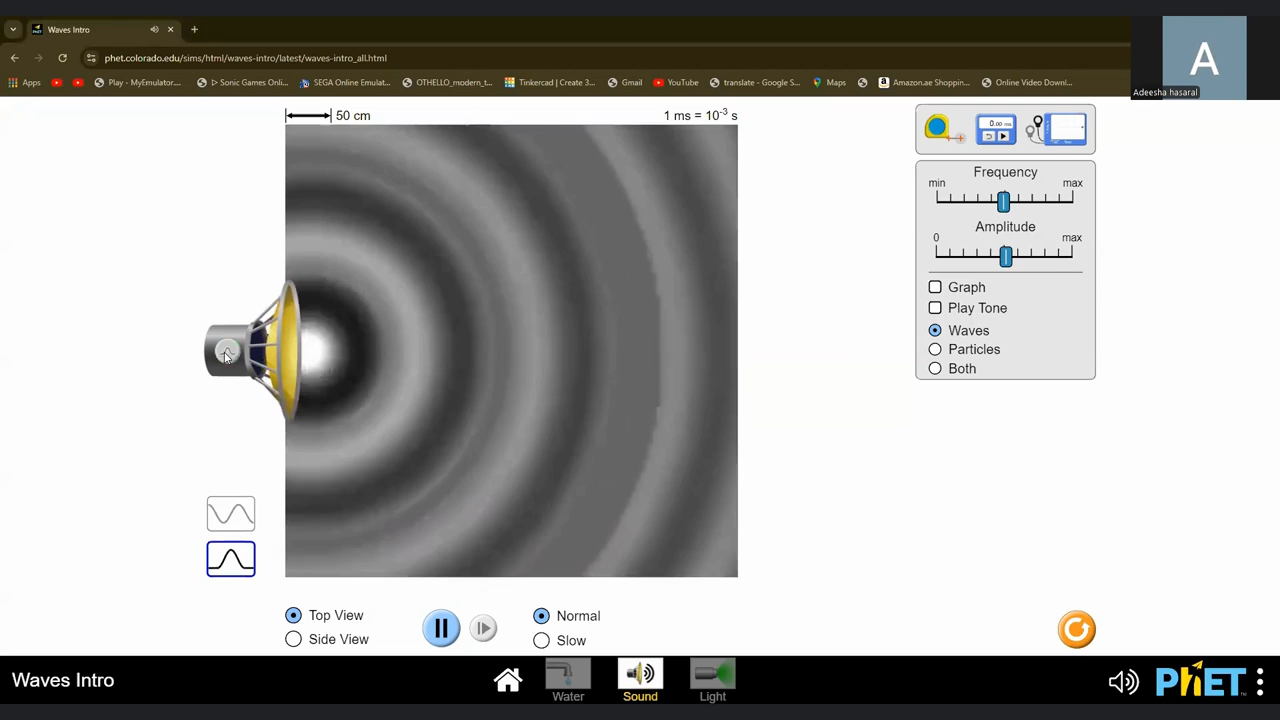 Waves Intro
phet.colorado.edu/sims/html/waves-intro/latest/waves-intro_all.html
Apps
Play - MyEmulator....
Sonic Games Onli...
SEGA Online Emulat...
OTHELLO_modern_t...
Tinkercad | Create 3...
Gmail
YouTube
translate - Google S...
Maps
Amazon.ae Shoppin...
Online Video Downl...
A
Adeesha hasaral
50 cm
1 ms = 10⁻³ s
0.00 ms
Frequency
min
max
Amplitude
0
max
Graph
Play Tone
Waves
Particles
Both
Top View
Side View
Normal
Slow
Waves Intro
Water
Sound
Light
PhET